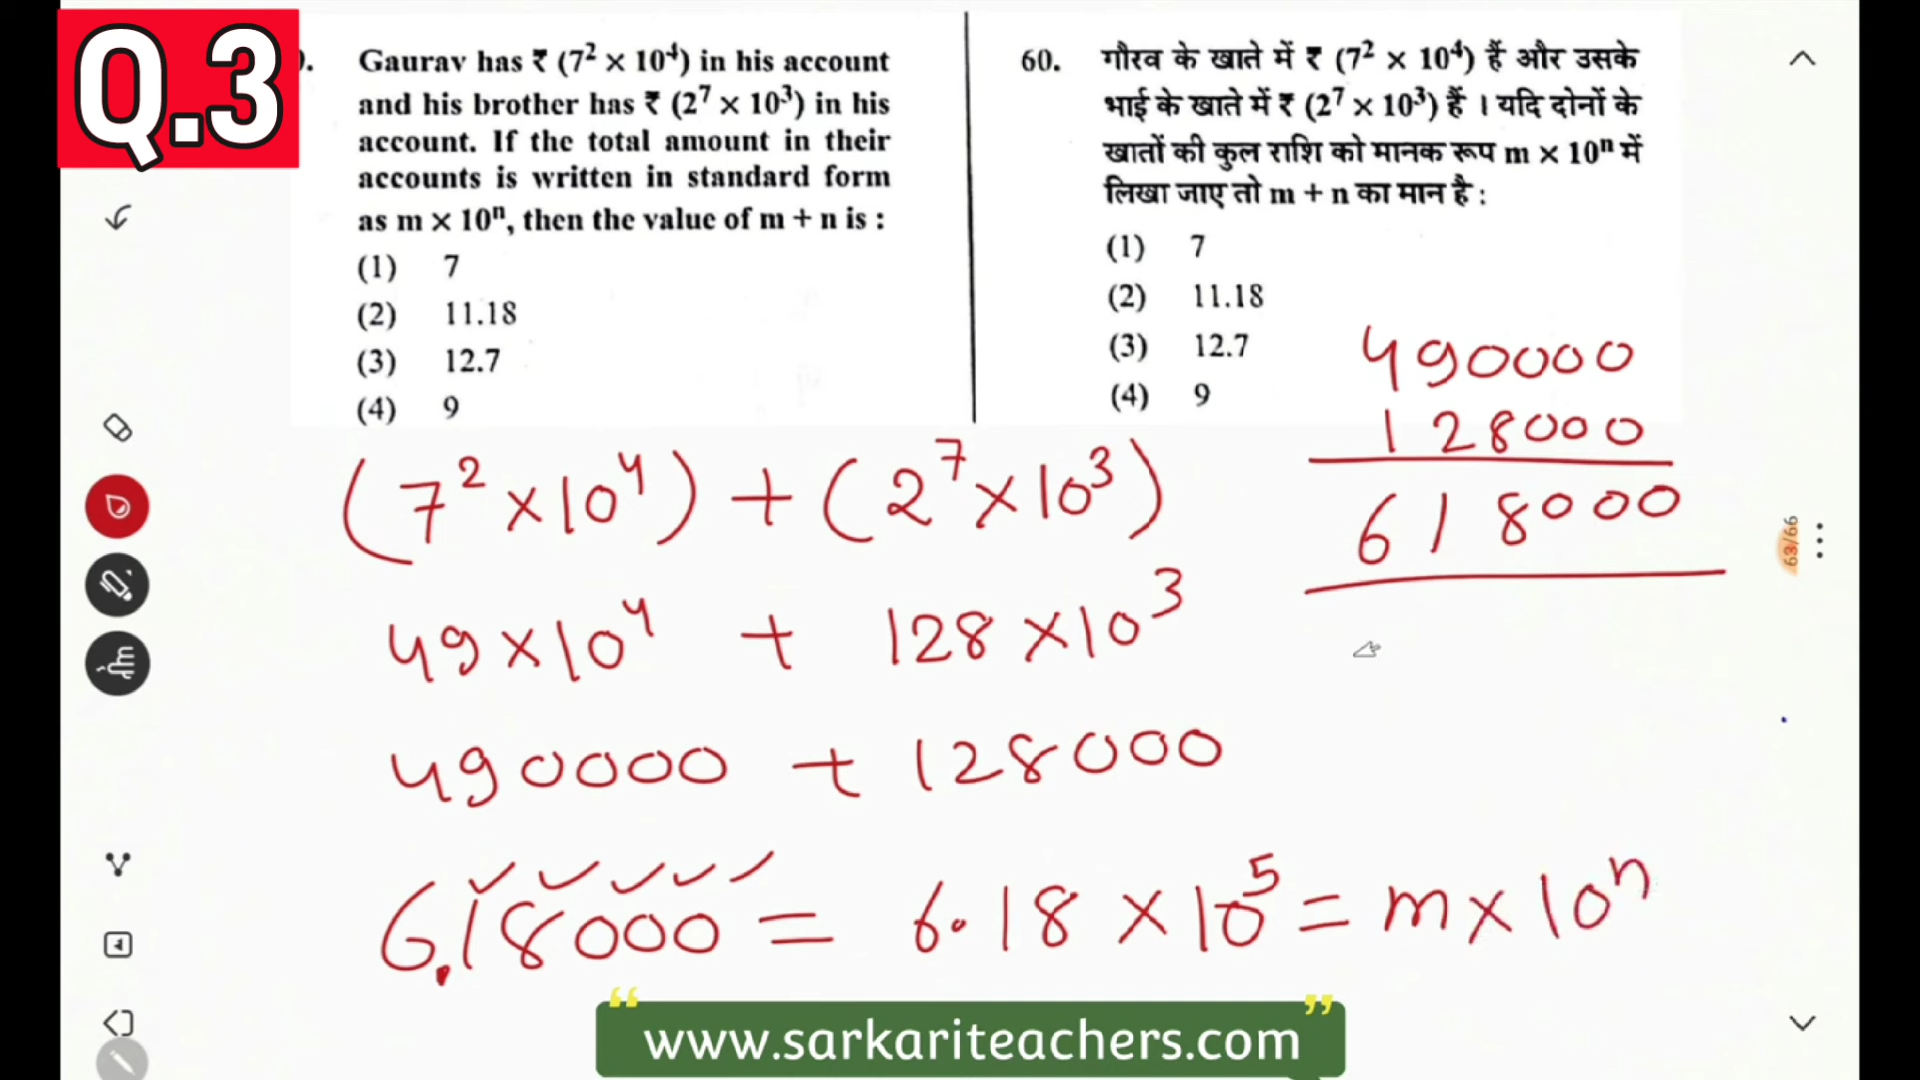 Q.3
Gaurav has ₹ (7² × 10⁴) in his account
and his brother has ₹ (2⁷ × 10³) in his
account. If the total amount in their
accounts is written in standard form
as m × 10ⁿ, then the value of m + n is :
(1) 7
(2) 11.18
(3) 12.7
(4) 9
60. गौरव के खाते में ₹ (7² × 10⁴) हैं और उसके
भाई के खाते में ₹ (2⁷ × 10³) हैं । यदि दोनों के
खातों की कुल राशि को मानक रूप m × 10ⁿ में
लिखा जाए तो m + n का मान है :
(1) 7
(2) 11.18
(3) 12.7
(4) 9
490000
128000
618000
(7² × 10⁴) + (2⁷ × 10³)
49 × 10⁴ + 128 × 10³
490000 + 128000
6.18000 = 6.18 × 10⁵ = m × 10ⁿ
63/66
“www.sarkariteachers.com”